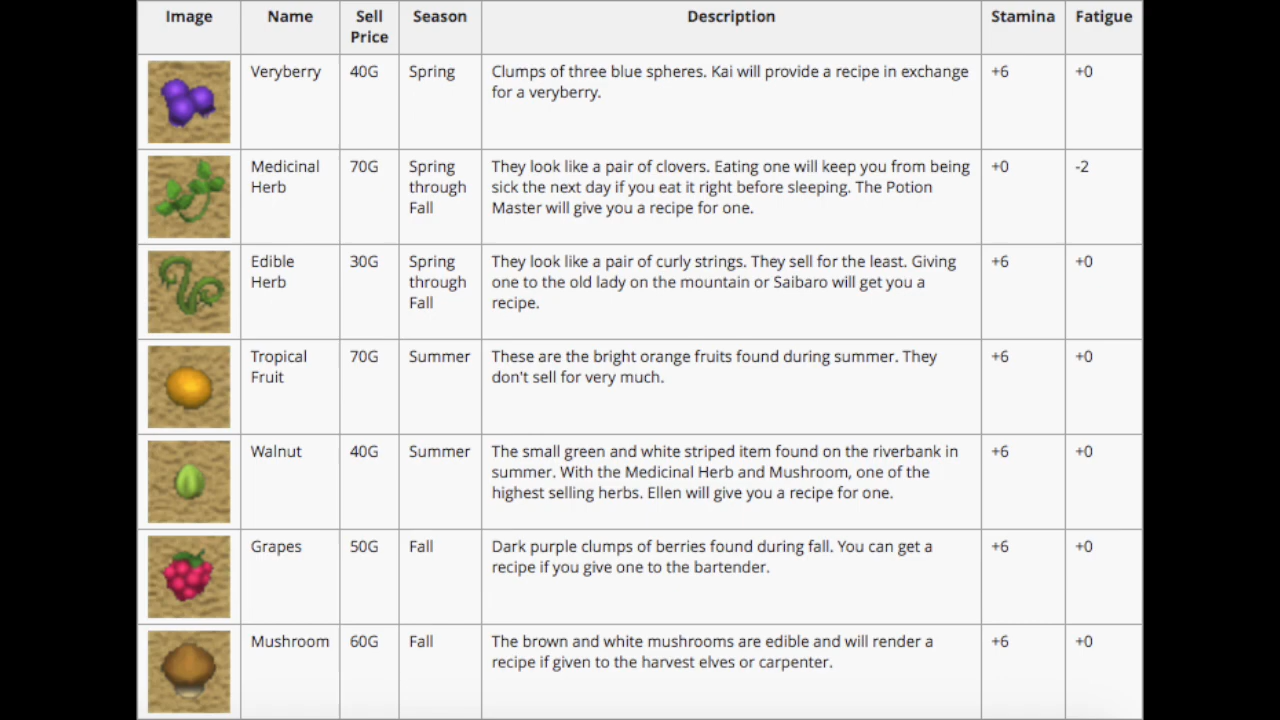 Image Name Sell Price Season Description Stamina Fatigue
Veryberry 40G Spring Clumps of three blue spheres. Kai will provide a recipe in exchange +6 +0
for a veryberry.
Medicinal 70G Spring They look like a pair of clovers. Eating one will keep you from being +0 -2
Herb through sick the next day if you eat it right before sleeping. The Potion
Fall Master will give you a recipe for one.
Edible 30G Spring They look like a pair of curly strings. They sell for the least. Giving +6 +0
Herb through one to the old lady on the mountain or Saibaro will get you a
Fall recipe.
Tropical 70G Summer These are the bright orange fruits found during summer. They +6 +0
Fruit don't sell for very much.
Walnut 40G Summer The small green and white striped item found on the riverbank in +6 +0
summer. With the Medicinal Herb and Mushroom, one of the
highest selling herbs. Ellen will give you a recipe for one.
Grapes 50G Fall Dark purple clumps of berries found during fall. You can get a +6 +0
recipe if you give one to the bartender.
Mushroom 60G Fall The brown and white mushrooms are edible and will render a +6 +0
recipe if given to the harvest elves or carpenter.